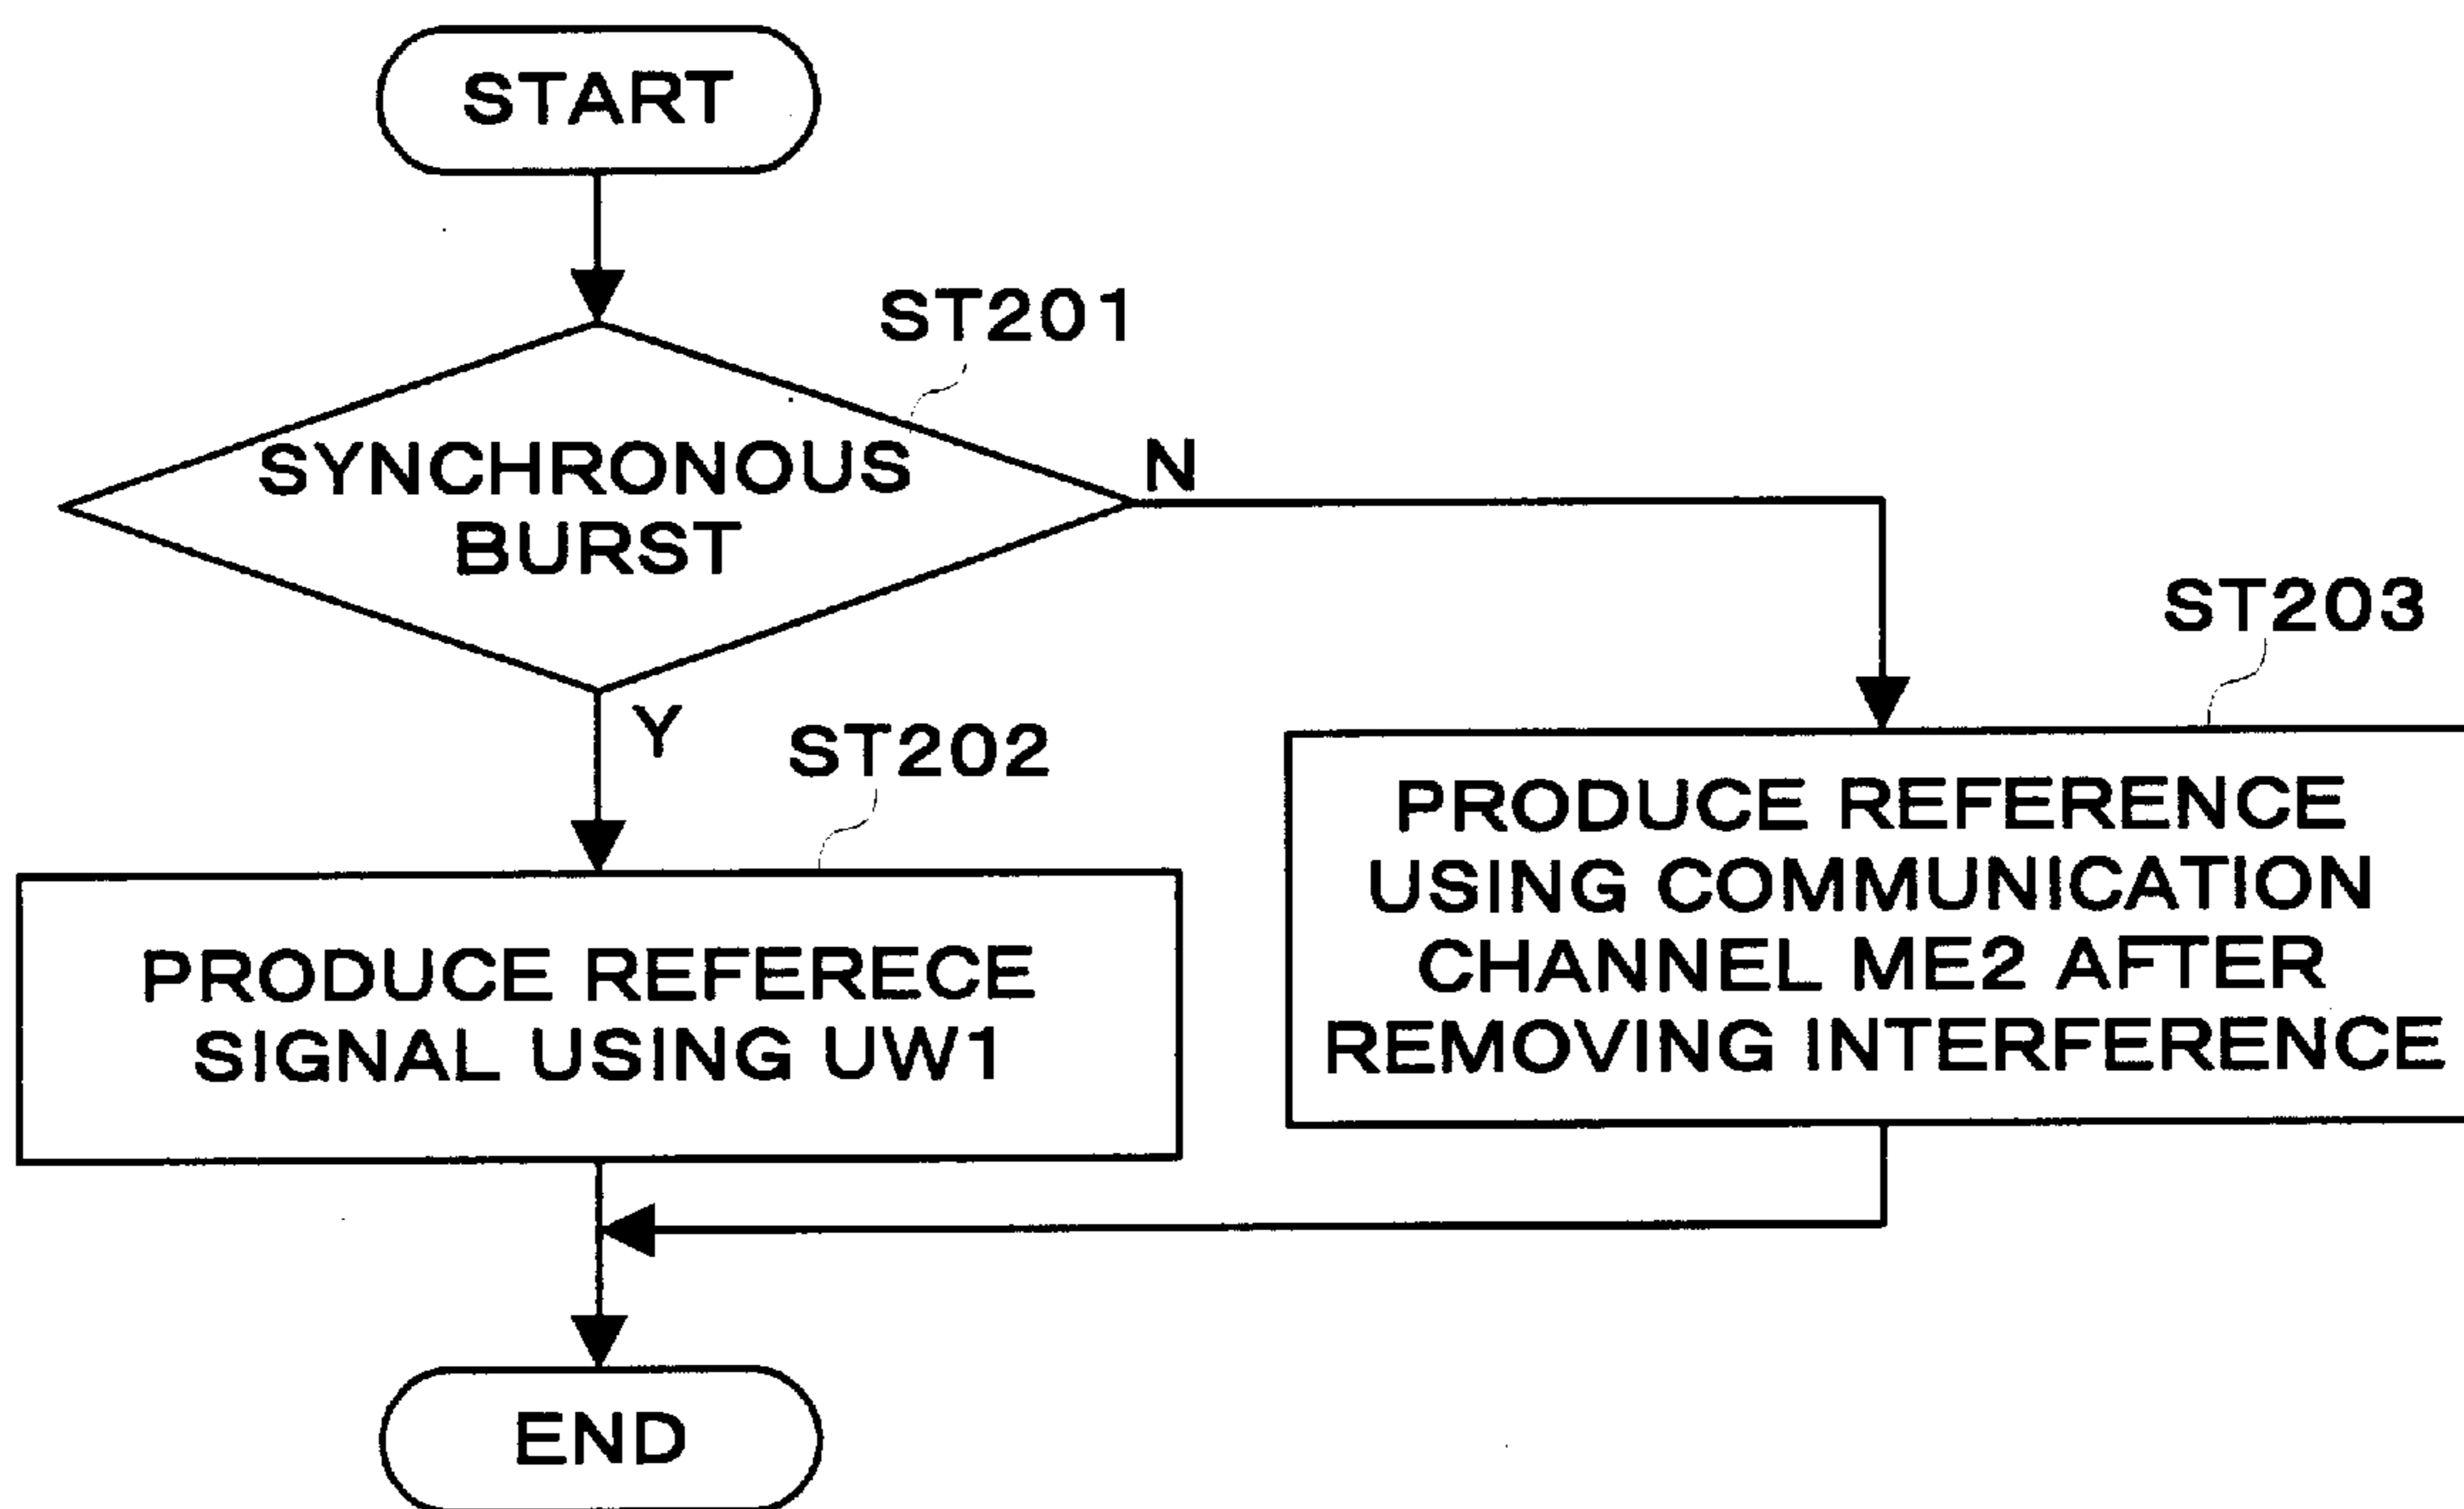 START
ST201
SYNCHRONOUS
BURST
N
Y
ST202
PRODUCE REFERECE
SIGNAL USING UW1
ST203
PRODUCE REFERENCE
USING COMMUNICATION
CHANNEL ME2 AFTER
REMOVING INTERFERENCE
END